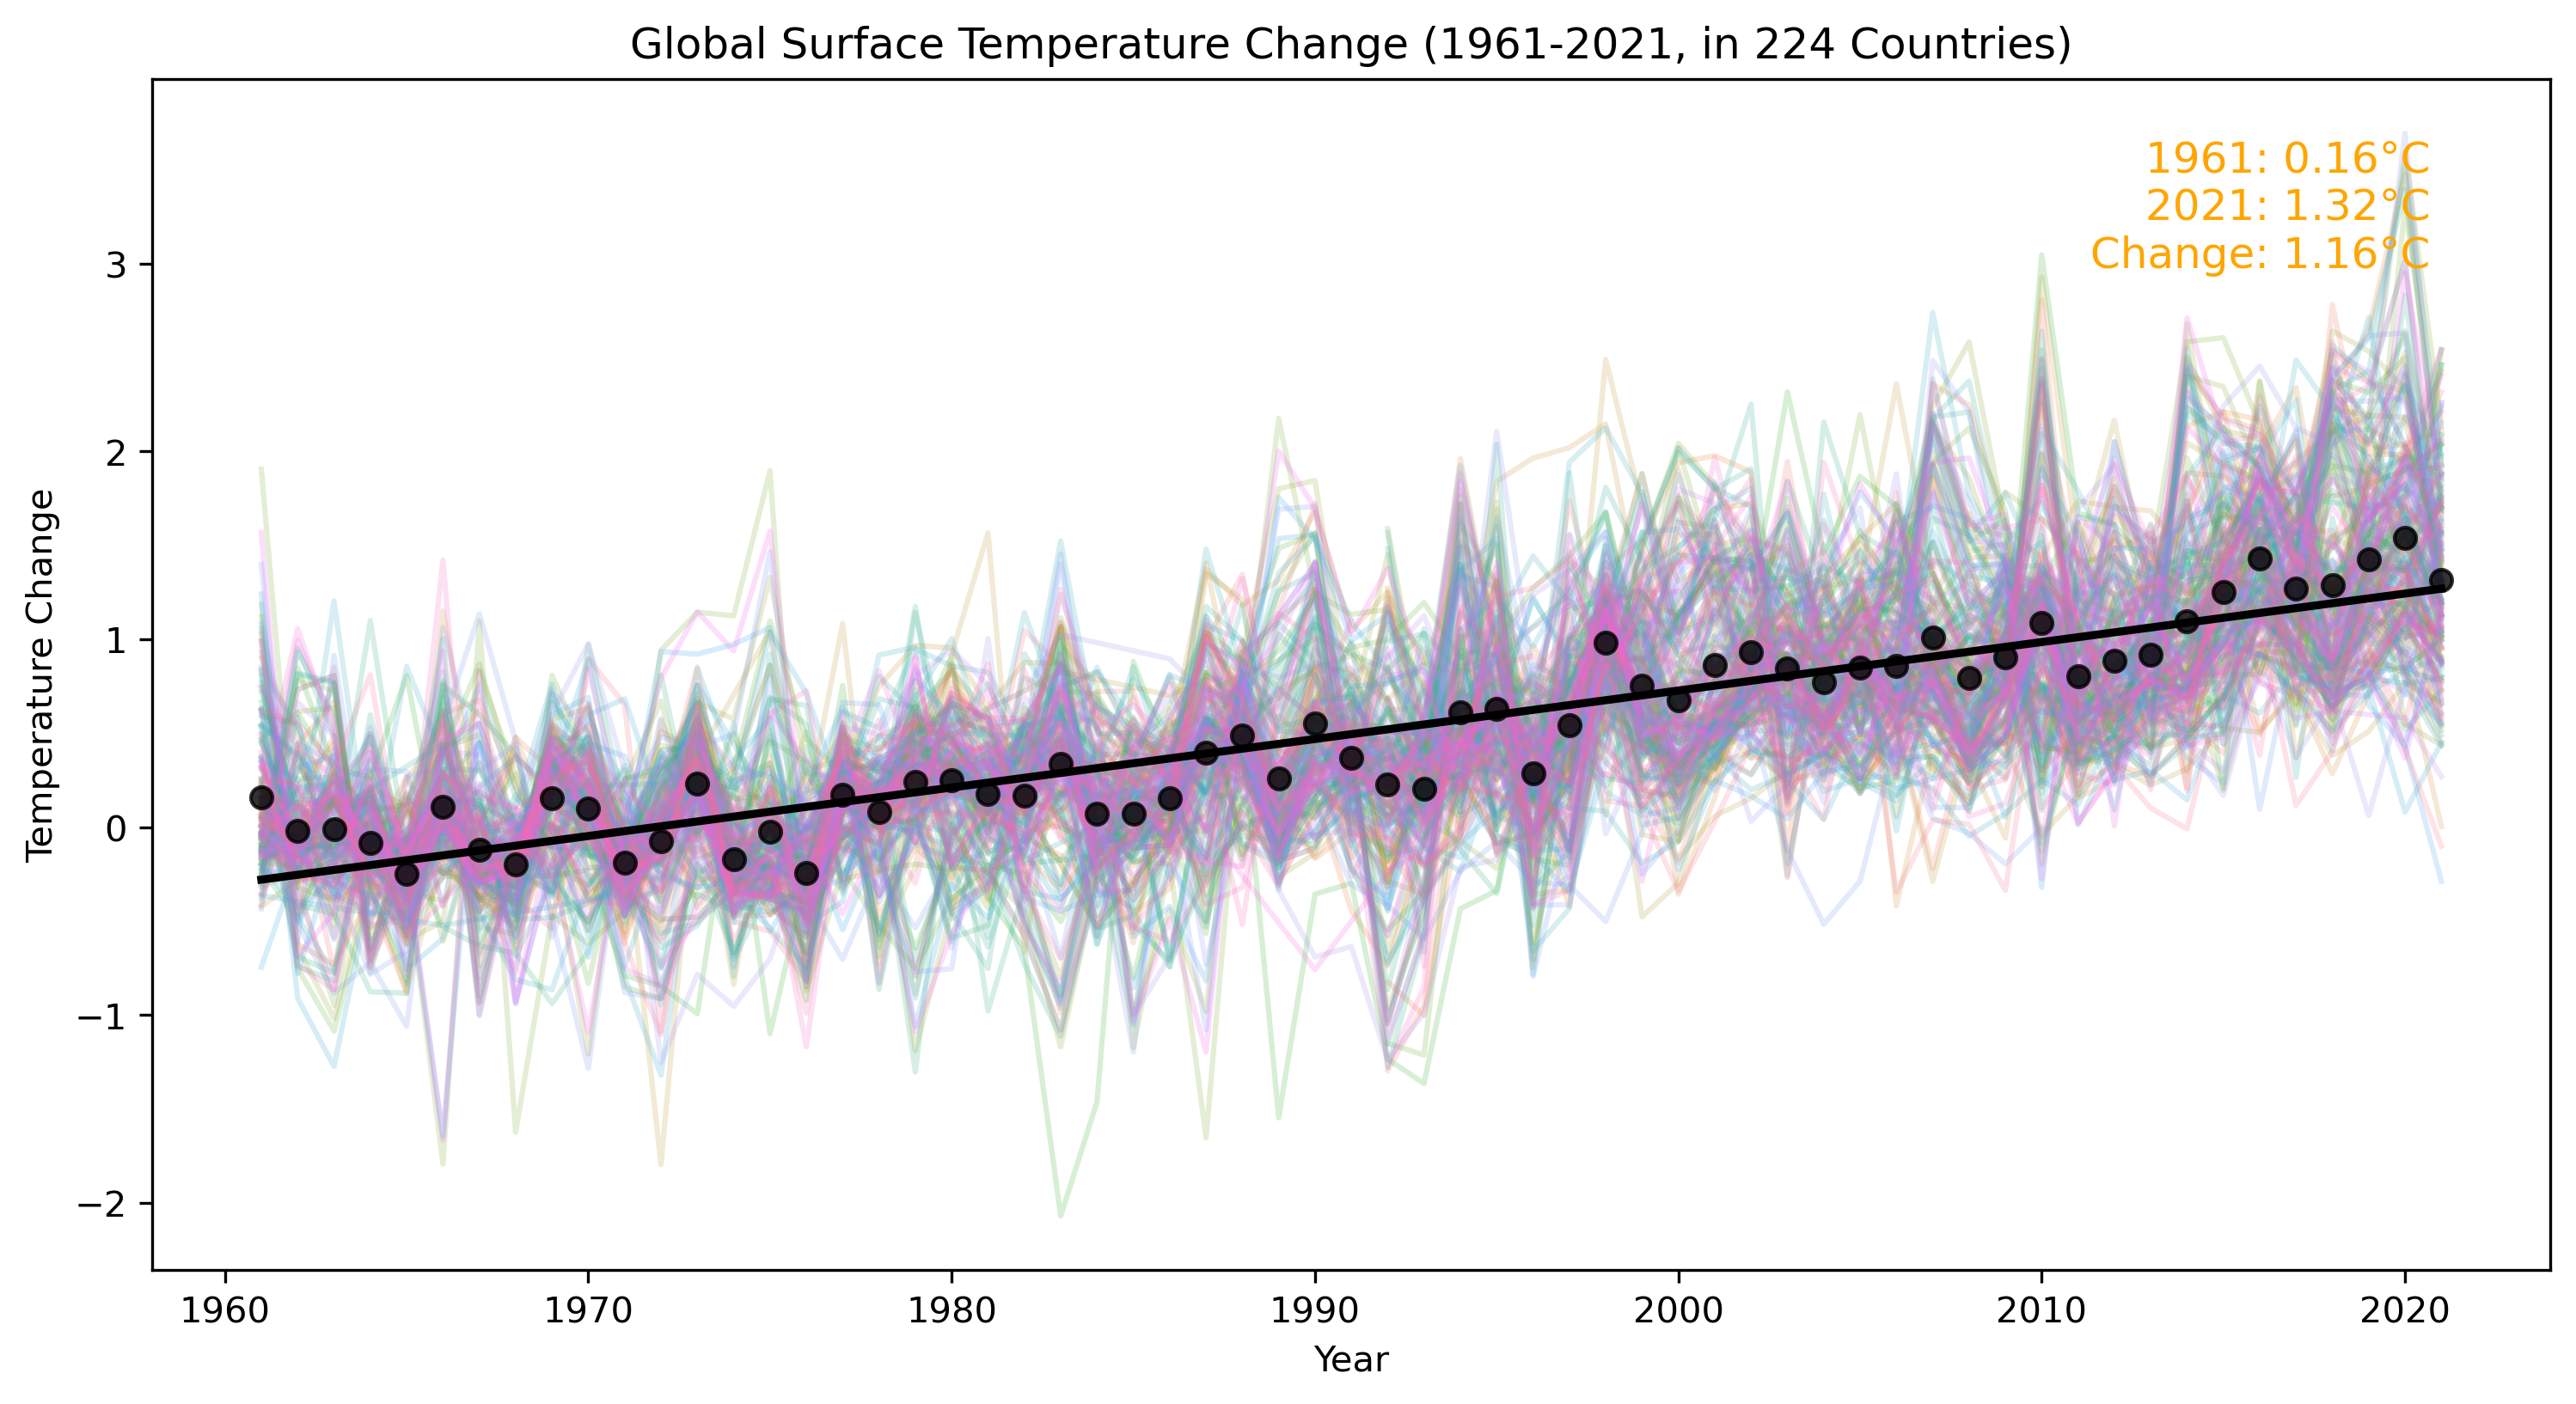 Global Surface Temperature Change (1961-2021, in 224 Countries)
1961: 0.16°C
2021: 1.32°C
Change: 1.16°C
3
2
1
0
−1
−2
Temperature Change
1960 1970 1980 1990 2000 2010 2020
Year